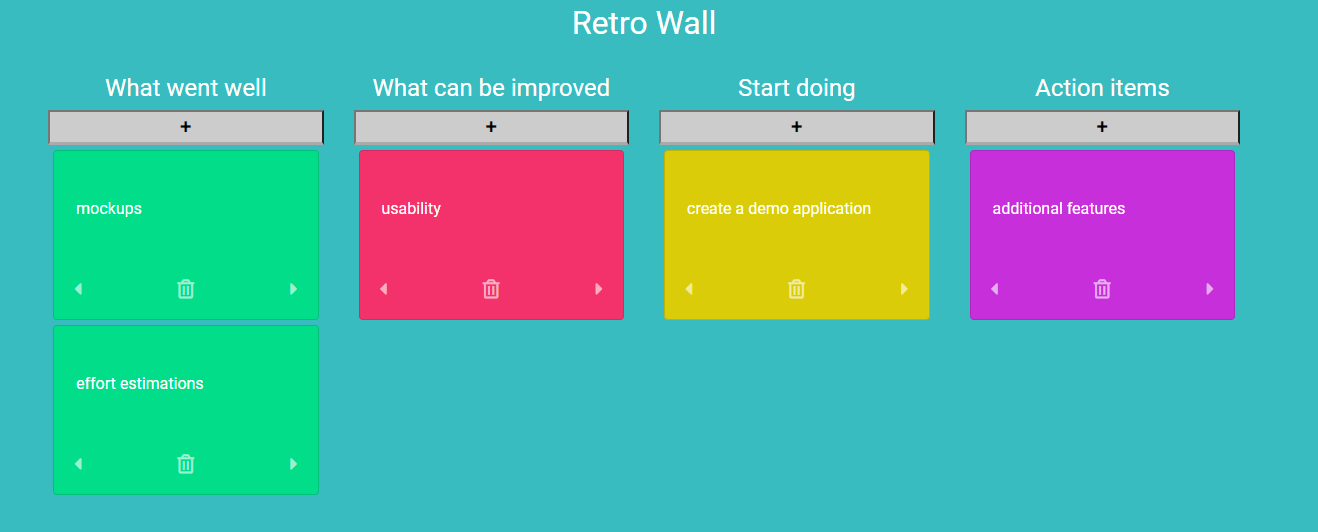 Retro Wall
What went well
What can be improved
Start doing
Action items
+
+
+
+
mockups
usability
create a demo application
additional features
effort estimations